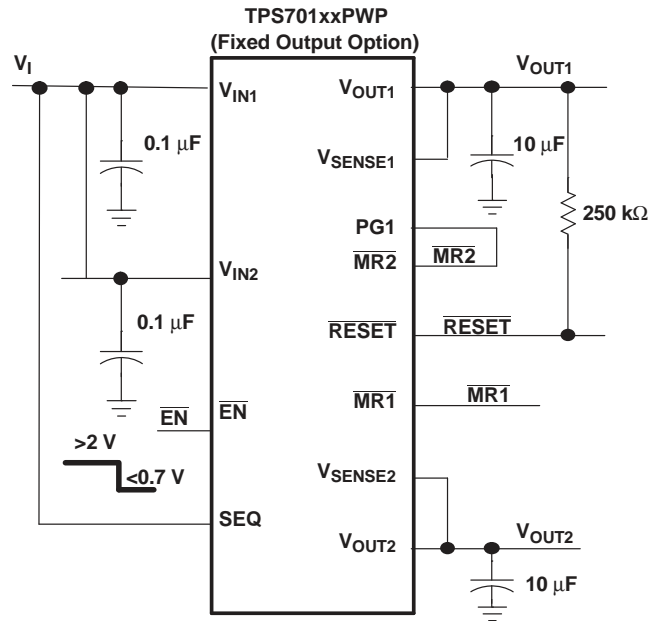 TPS701xxPWP
(Fixed Output Option)
VI
VIN1
VOUT1
VOUT1
0.1 μF
10 μF
VSENSE1
250 kΩ
PG1
MR2
MR2
VIN2
0.1 μF
RESET
RESET
EN
EN
MR1
MR1
>2 V
<0.7 V
VSENSE2
SEQ
VOUT2
VOUT2
10 μF